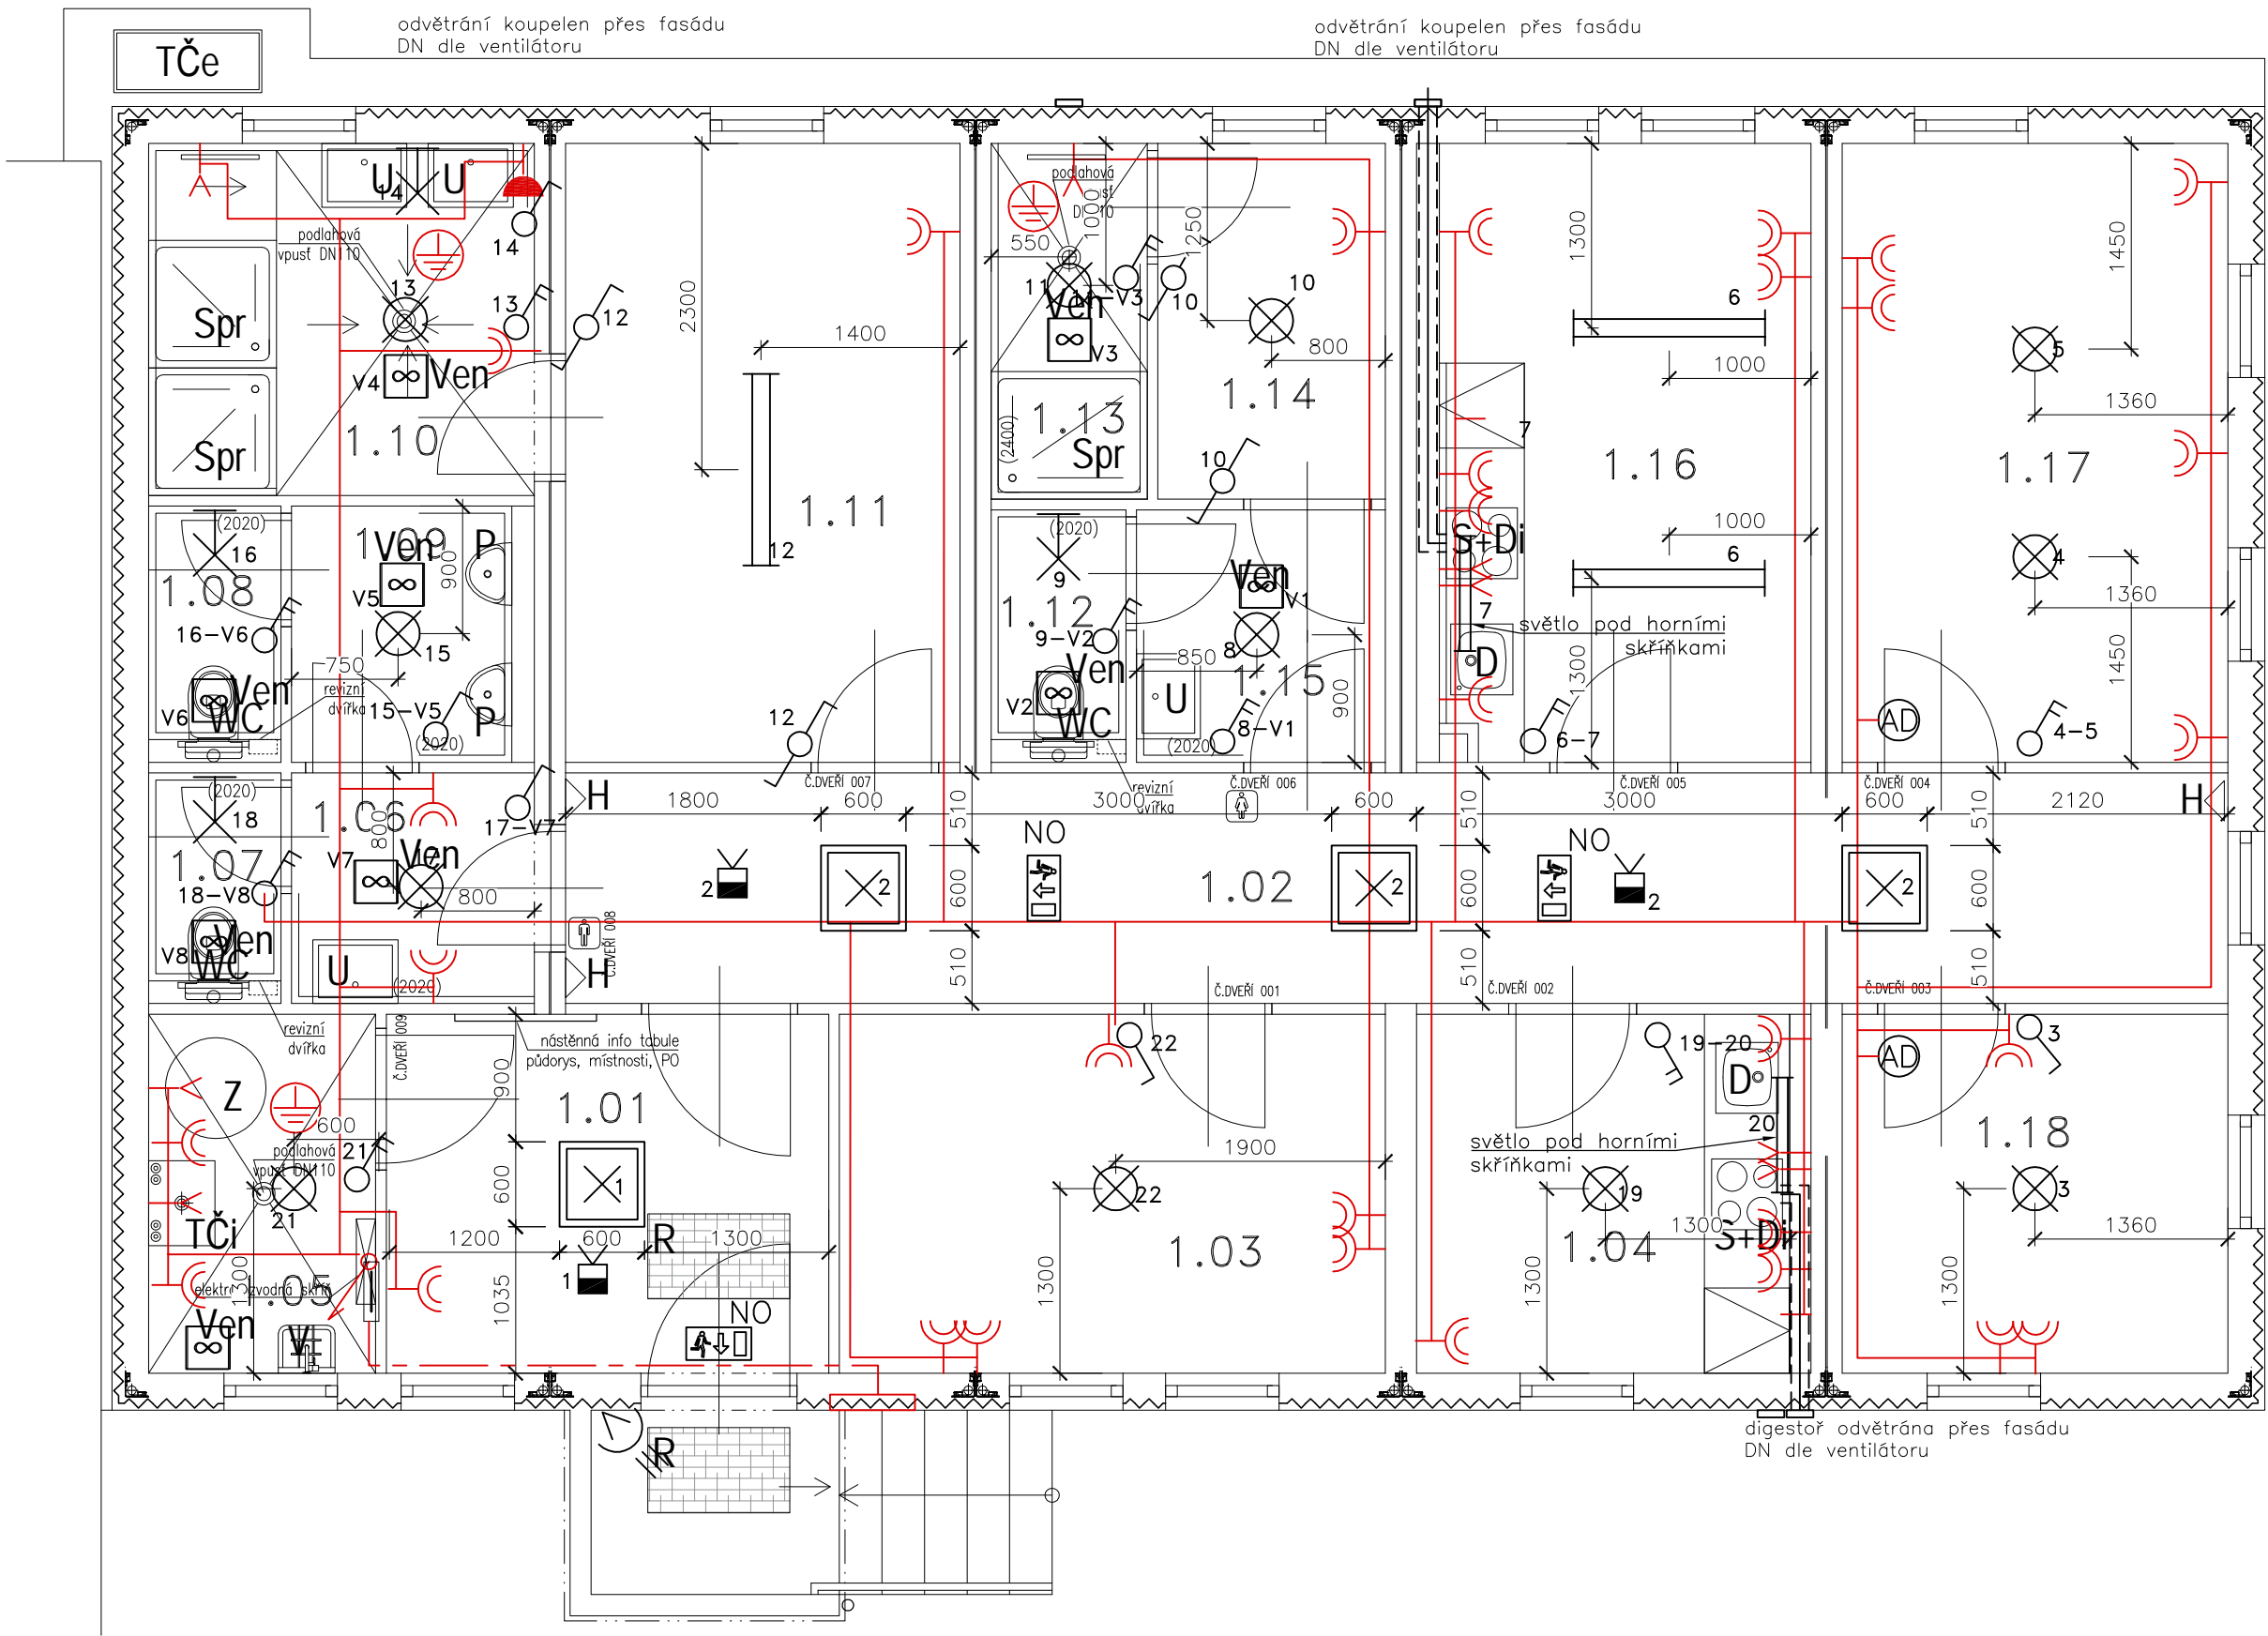 odvětrání koupelen přes fasádu
DN dle ventilátoru
odvětrání koupelen přes fasádu
DN dle ventilátoru
TČe
U
14
U
podlahová
vpusť DN110
14
13
13
12
Spr
Spr
V4
Ven
1.10
2300
1400
1.11
12
12
podlahová
1000
1250
550
11
Ven
11-V3
V3
10
10
800
1.13
1.14
(2400)
Spr
10
1300
6
1000
7
1.16
1000
6
S+Di
7
světlo pod horními
skříňkami
D
1300
6-7
1450
5
1360
1.17
4
1360
1450
AD
4-5
(2020)
16
1.08
16-V6
V6
Ven
WC
1.09
Ven
900
P
V5
15
750
revizní
dvířka
15-V5
P
(2020)
(2020)
9
1.12
9-V2
Ven
V2
WC
Ven
V1
8
850
1.15
U
900
8-V1
(2020)
revizní
dvířka
Č.DVEŘÍ 007
Č.DVEŘÍ 006
Č.DVEŘÍ 005
Č.DVEŘÍ 004
H
1800
600
510
3000
600
510
3000
600
510
2120
H
(2020)
18
1.07
18-V8
V8
Ven
WC
1.06
800
17-V7
V7
Ven
17
800
U
(2020)
Č.DVEŘÍ 008
H
2
2
NO
600
1.02
2
600
NO
2
2
600
510
510
510
Č.DVEŘÍ 001
Č.DVEŘÍ 002
Č.DVEŘÍ 003
revizní
dvířka
Č.DVEŘÍ 009
nástěnná info tabule
půdorys, místnosti, PO
Z
600
podlahová
vpusť DN110
21
21
TČi
1300
1.05
Ven
V
900
1.01
600
1
1200
600
1300
R
1035
1
NO
R
22
1900
22
1.03
1300
19-20
D
20
světlo pod horními
skříňkami
19
1300
1.04
S+Di
1300
AD
3
1.18
3
1360
1300
digestoř odvětrána přes fasádu
DN dle ventilátoru